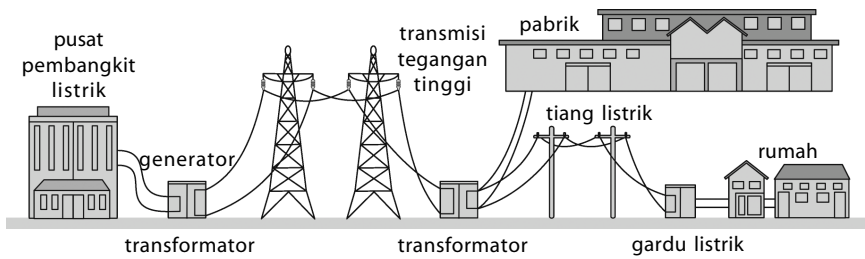 pusat
pembangkit
listrik
generator
transformator
transmisi
tegangan
tinggi
transformator
pabrik
tiang listrik
gardu listrik
rumah